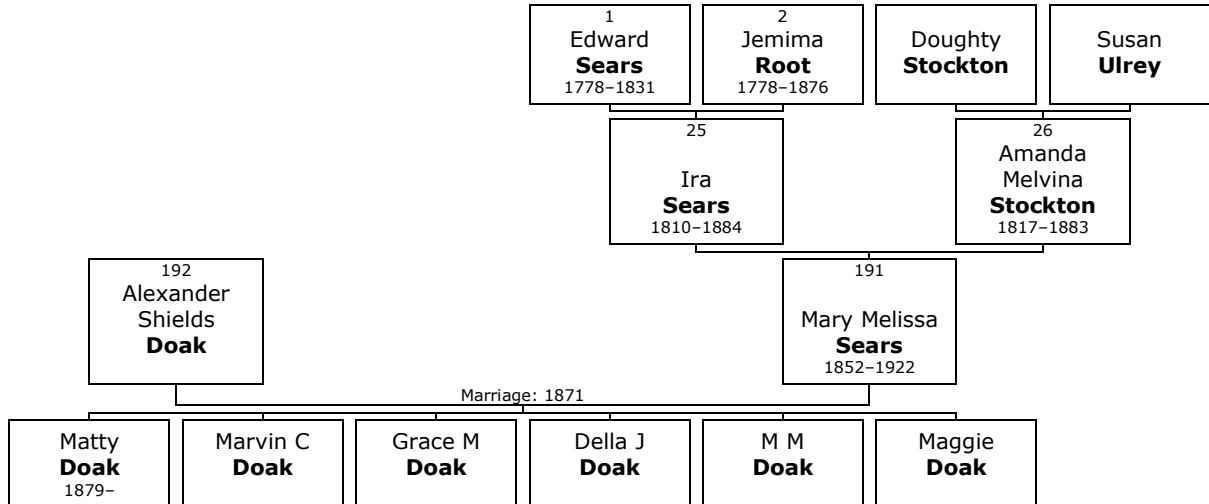 1
Edward
Sears
1778–1831
2
Jemima
Root
1778–1876
Doughty
Stockton
Susan
Ulrey
25
Ira
Sears
1810–1884
26
Amanda
Melvina
Stockton
1817–1883
192
Alexander
Shields
Doak
191
Mary Melissa
Sears
1852–1922
Marriage: 1871
Matty
Doak
1879–
Marvin C
Doak
Grace M
Doak
Della J
Doak
M M
Doak
Maggie
Doak